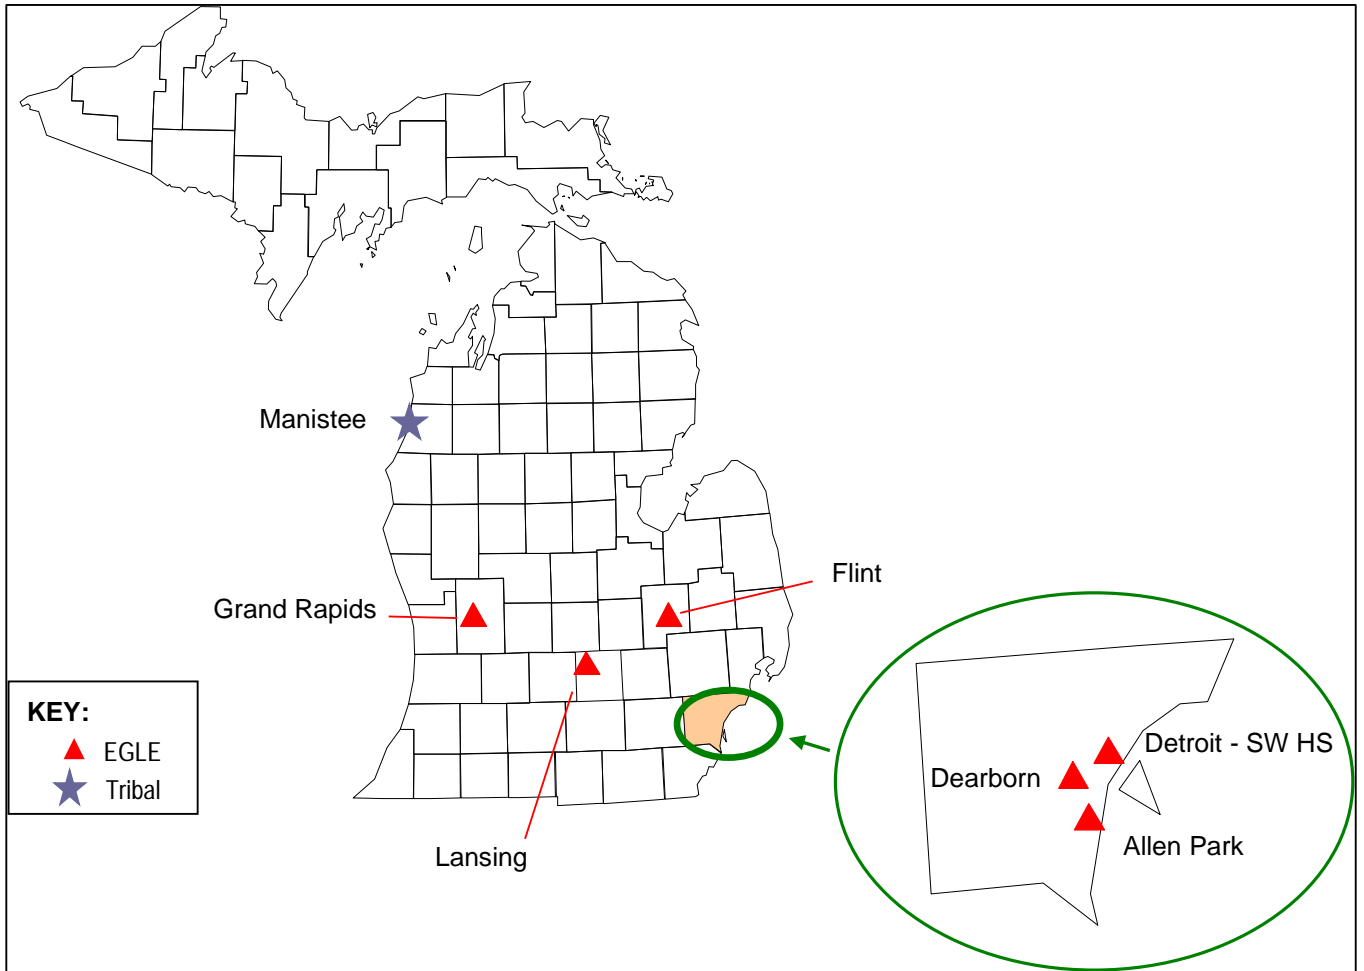 Manistee
Flint
Grand Rapids
KEY:
EGLE
Tribal
Detroit - SW HS
Dearborn
Allen Park
Lansing